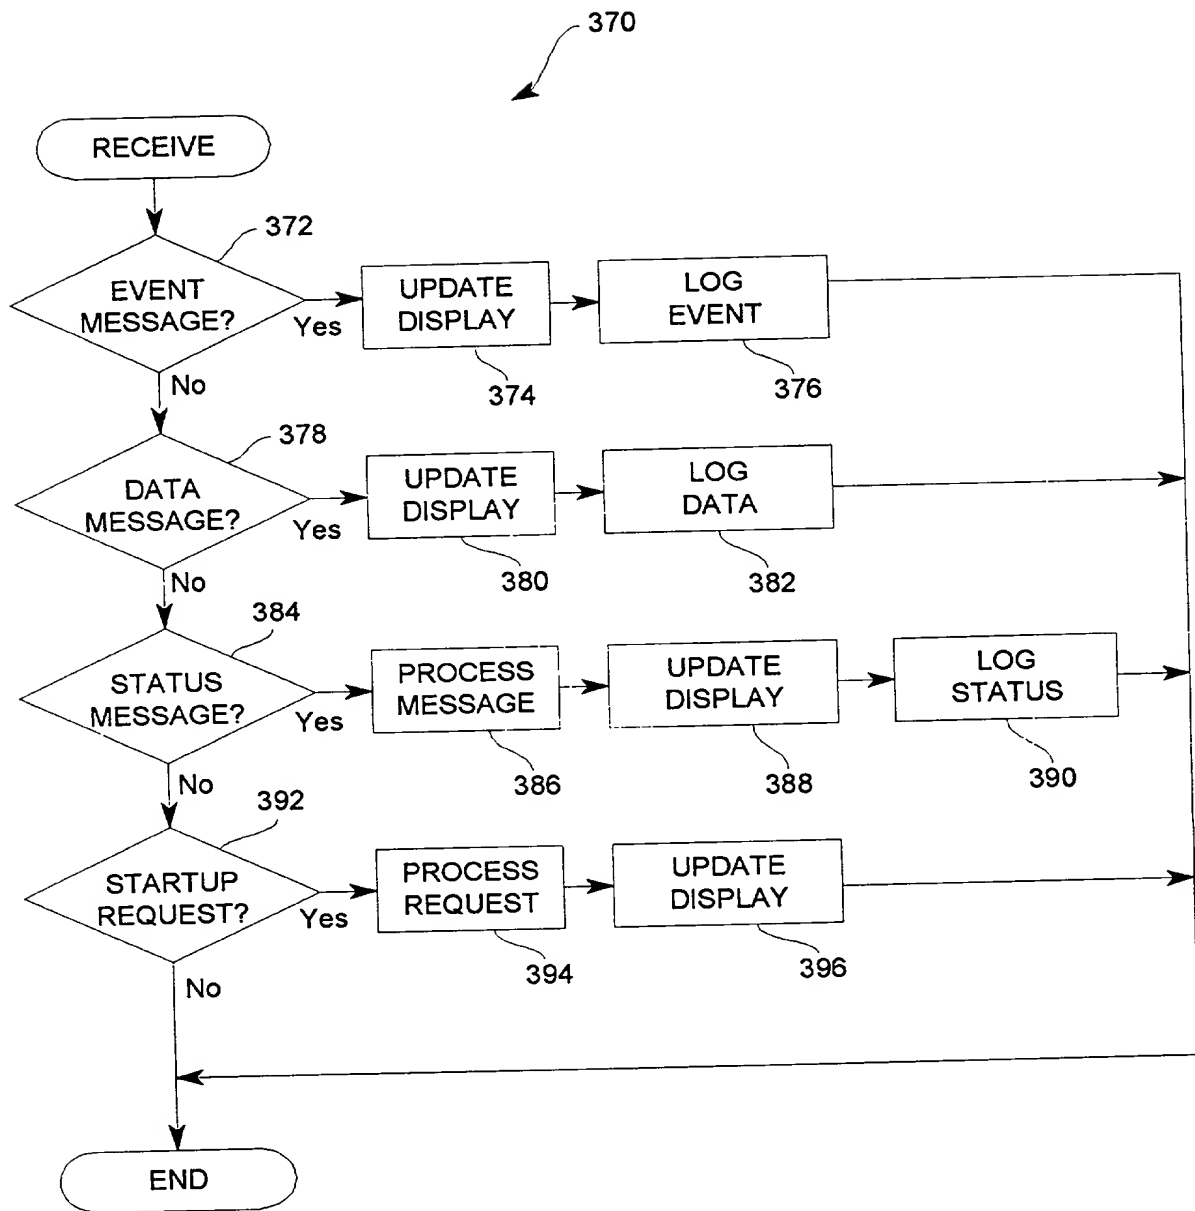 370
RECEIVE
372
EVENT
MESSAGE?
Yes
No
UPDATE
DISPLAY
374
LOG
EVENT
376
378
DATA
MESSAGE?
Yes
No
UPDATE
DISPLAY
380
LOG
DATA
382
384
STATUS
MESSAGE?
Yes
No
PROCESS
MESSAGE
386
UPDATE
DISPLAY
388
LOG
STATUS
390
392
STARTUP
REQUEST?
Yes
No
PROCESS
REQUEST
394
UPDATE
DISPLAY
396
END